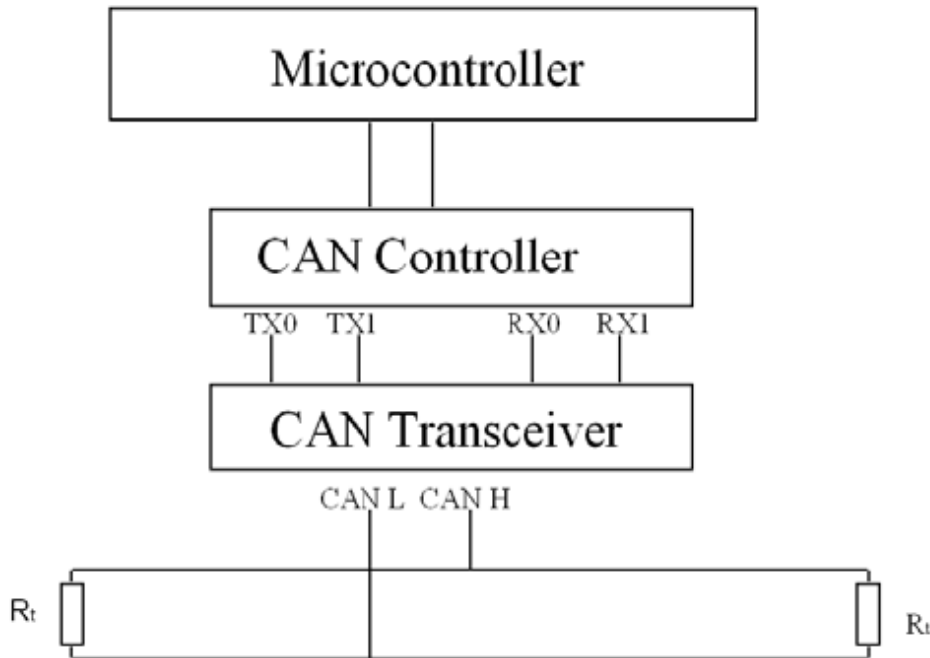 Microcontroller
CAN Controller
TX0 TX1 RX0 RX1
CAN Transceiver
CAN L CAN H
Rt
Rt